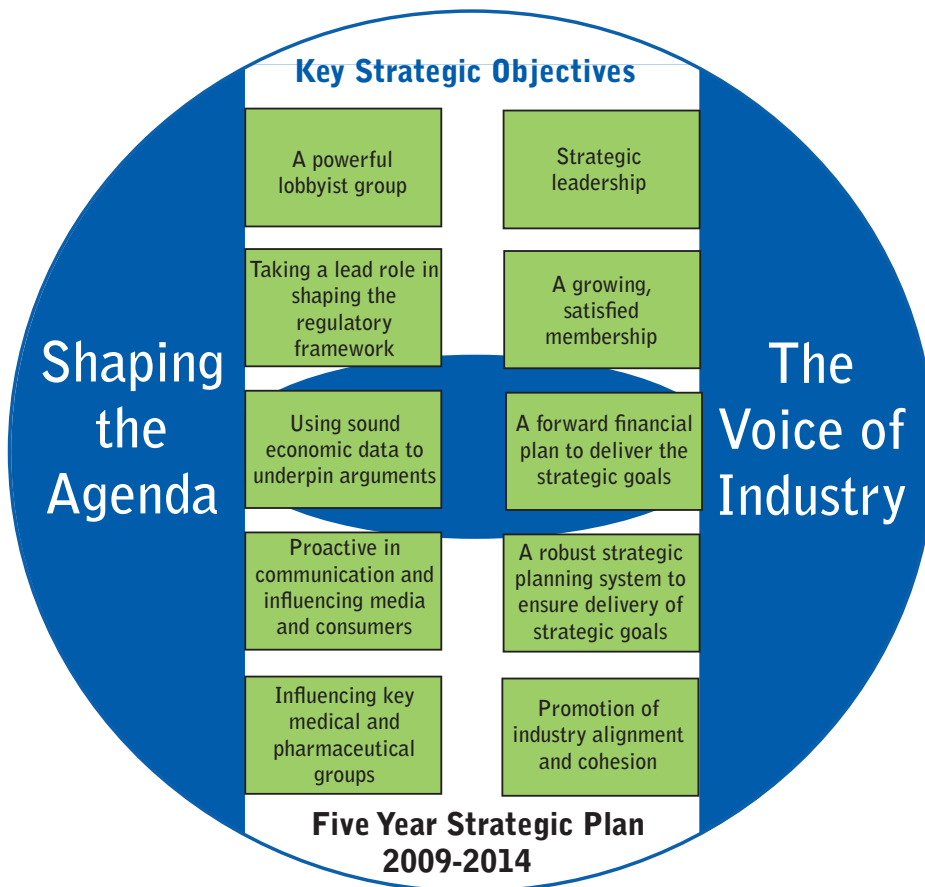 Key Strategic Objectives
Shaping
the
Agenda
A powerful
lobbyist group
Taking a lead role in
shaping the
regulatory
framework
Using sound
economic data to
underpin arguments
Proactive in
communication and
influencing media
and consumers
Influencing key
medical and
pharmaceutical
groups
Strategic
leadership
A growing,
satisfied
membership
A forward financial
plan to deliver the
strategic goals
A robust strategic
planning system to
ensure delivery of
strategic goals
Promotion of
industry alignment
and cohesion
The
Voice of
Industry
Five Year Strategic Plan
2009-2014